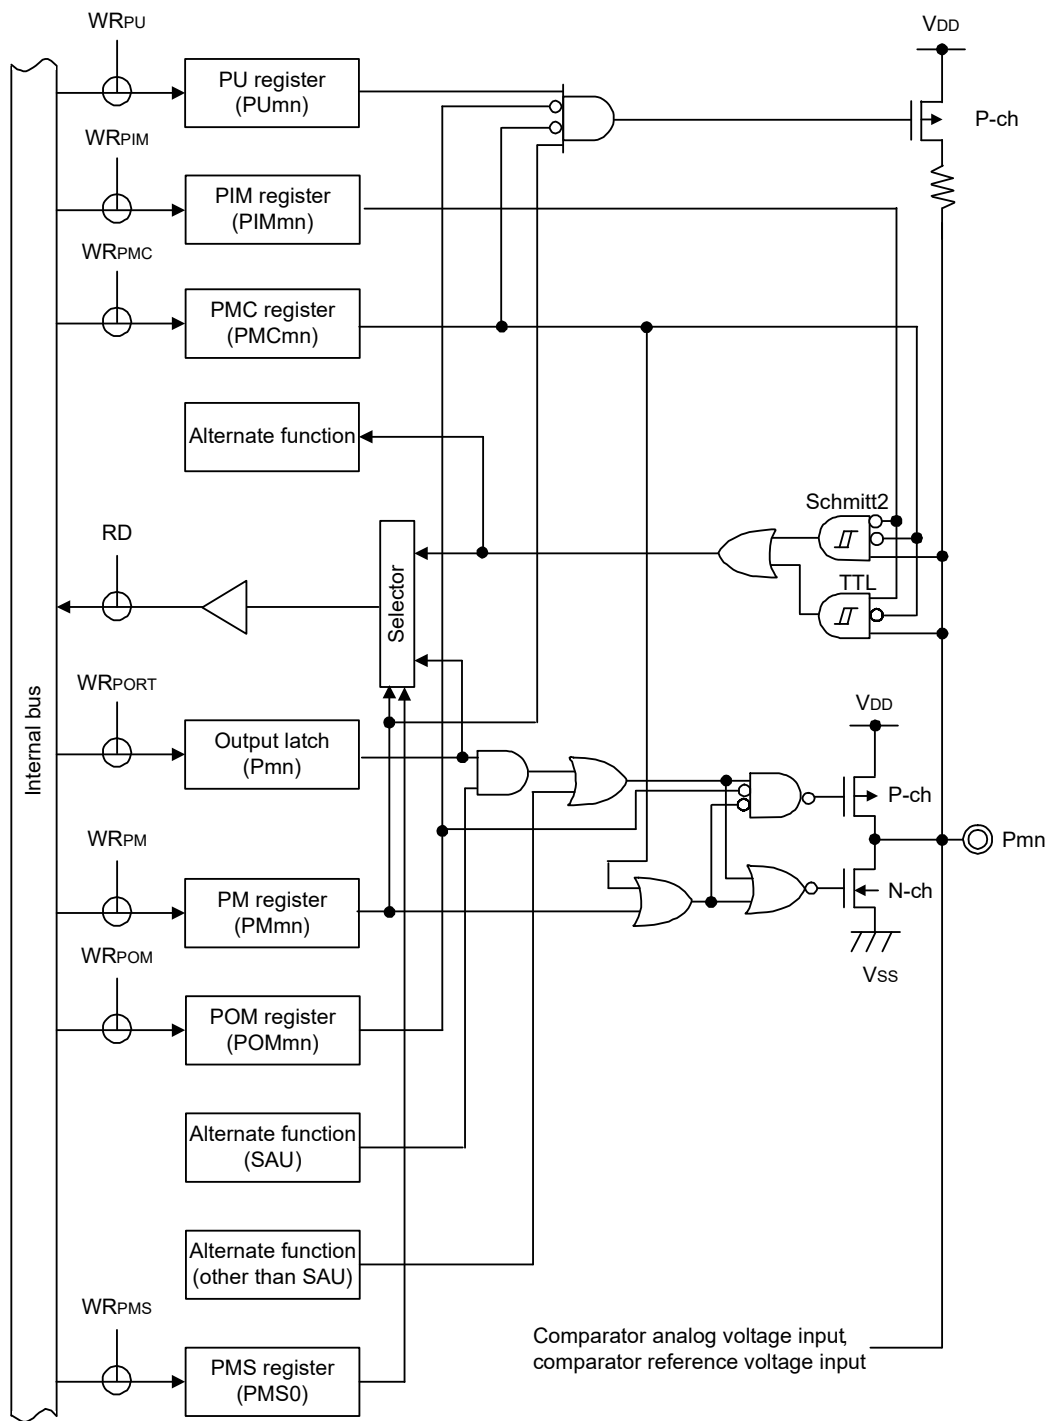 WRPU
PU register
(PUmn)
VDD
P-ch
WRPIM
PIM register
(PIMmn)
WRPMC
PMC register
(PMCmn)
Alternate function
Schmitt2
RD
Selector
TTL
Internal bus
WRPORT
Output latch
(Pmn)
VDD
P-ch
Pmn
WRPM
PM register
(PMmn)
N-ch
VSS
WRPOM
POM register
(POMmn)
Alternate function
(SAU)
Alternate function
(other than SAU)
WRPMS
PMS register
(PMS0)
Comparator analog voltage input,
comparator reference voltage input